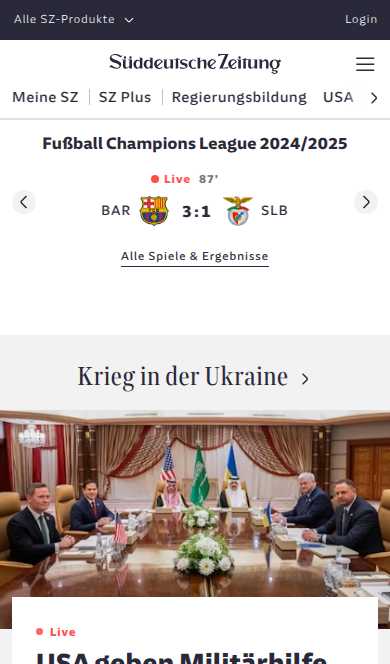 Alle SZ-Produkte
Login
Süddeutsche Zeitung
Meine SZ
SZ Plus
Regierungsbildung
USA
Fußball Champions League 2024/2025
Live 87'
BAR 3:1 SLB
Alle Spiele & Ergebnisse
Krieg in der Ukraine
Live
USA geben Militärhilfe